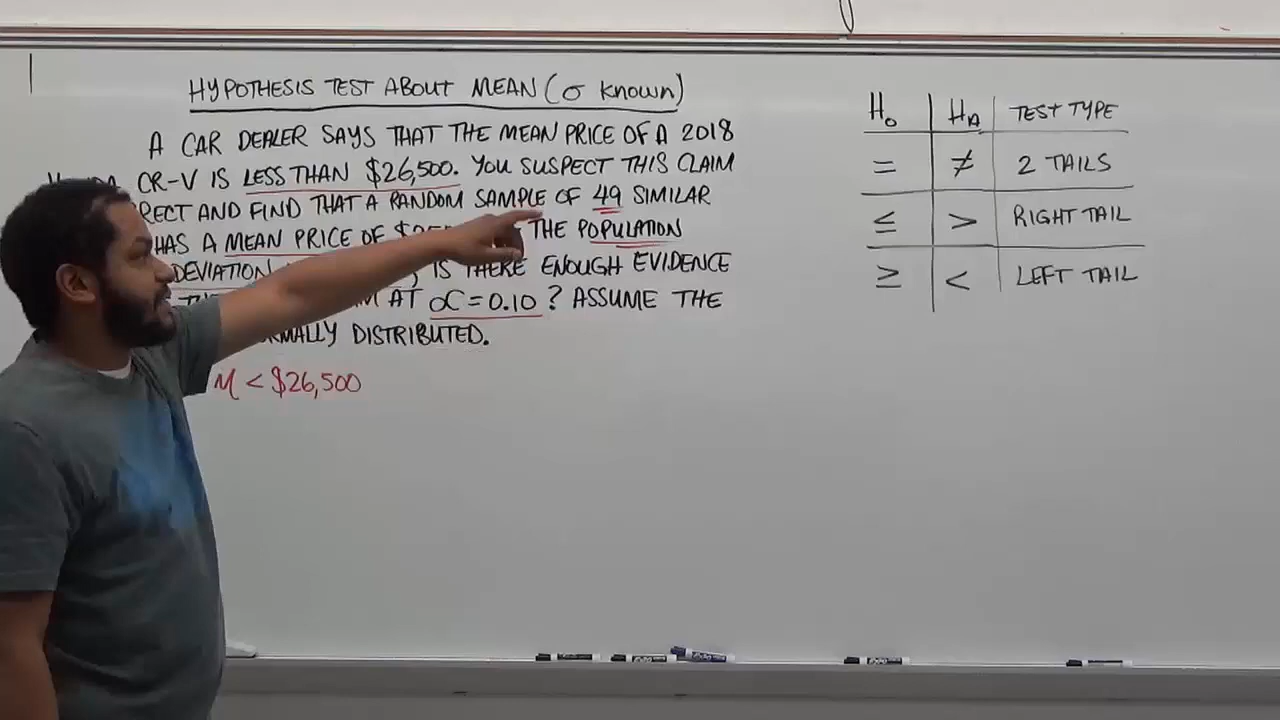 HYPOTHESIS TEST ABOUT MEAN (σ known)
A CAR DEALER SAYS THAT THE MEAN PRICE OF A 2018
CR-V IS LESS THAN $26,500. YOU SUSPECT THIS CLAIM
AND FIND THAT A RANDOM SAMPLE OF 49 SIMILAR
HAS A MEAN PRICE OF THE POPULATION
DEVIATION IS THERE ENOUGH EVIDENCE
AT α = 0.10 ? ASSUME THE
DISTRIBUTED.
μ < $26,500
H₀ Hₐ TEST TYPE
= ≠ 2 TAILS
≤ > RIGHT TAIL
≥ < LEFT TAIL